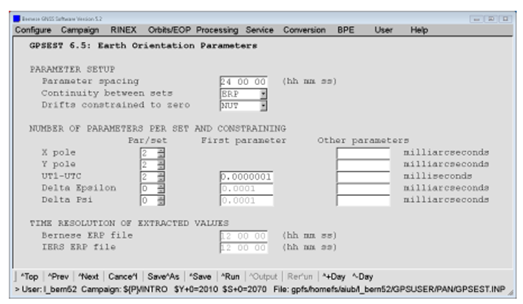 Bernese GNSS Software Version 5.2
Configure Campaign RINEX Orbits/EOP Processing Service Conversion BPE User Help
GPSEST 6.5: Earth Orientation Parameters
PARAMETER SETUP
Parameter spacing 24 00 00 (hh mm ss)
Continuity between sets ERP
Drifts constrained to zero NUT
NUMBER OF PARAMETERS PER SET AND CONSTRAINING
Par/set First parameter Other parameters
X pole 2 milliarcseconds
Y pole 2 milliarcseconds
UT1-UTC 2 0.0000001 milliseconds
Delta Epsilon 0 0.0001 milliarcseconds
Delta Psi 0 0.0001 milliarcseconds
TIME RESOLUTION OF EXTRACTED VALUES
Bernese ERP file 12 00 00 (hh mm ss)
IERS ERP file 12 00 00 (hh mm ss)
^Top ^Prev ^Next Cance^l Save^As ^Save ^Run ^Output Rer^un ^+Day ^-Day
> User: l_bern52 Campaign: ${P}/INTRO $Y+0=2010 $S+0=2070 File: gpfs/homefs/aiub/l_bern52/GPSUSER/PAN/GPSEST.INP